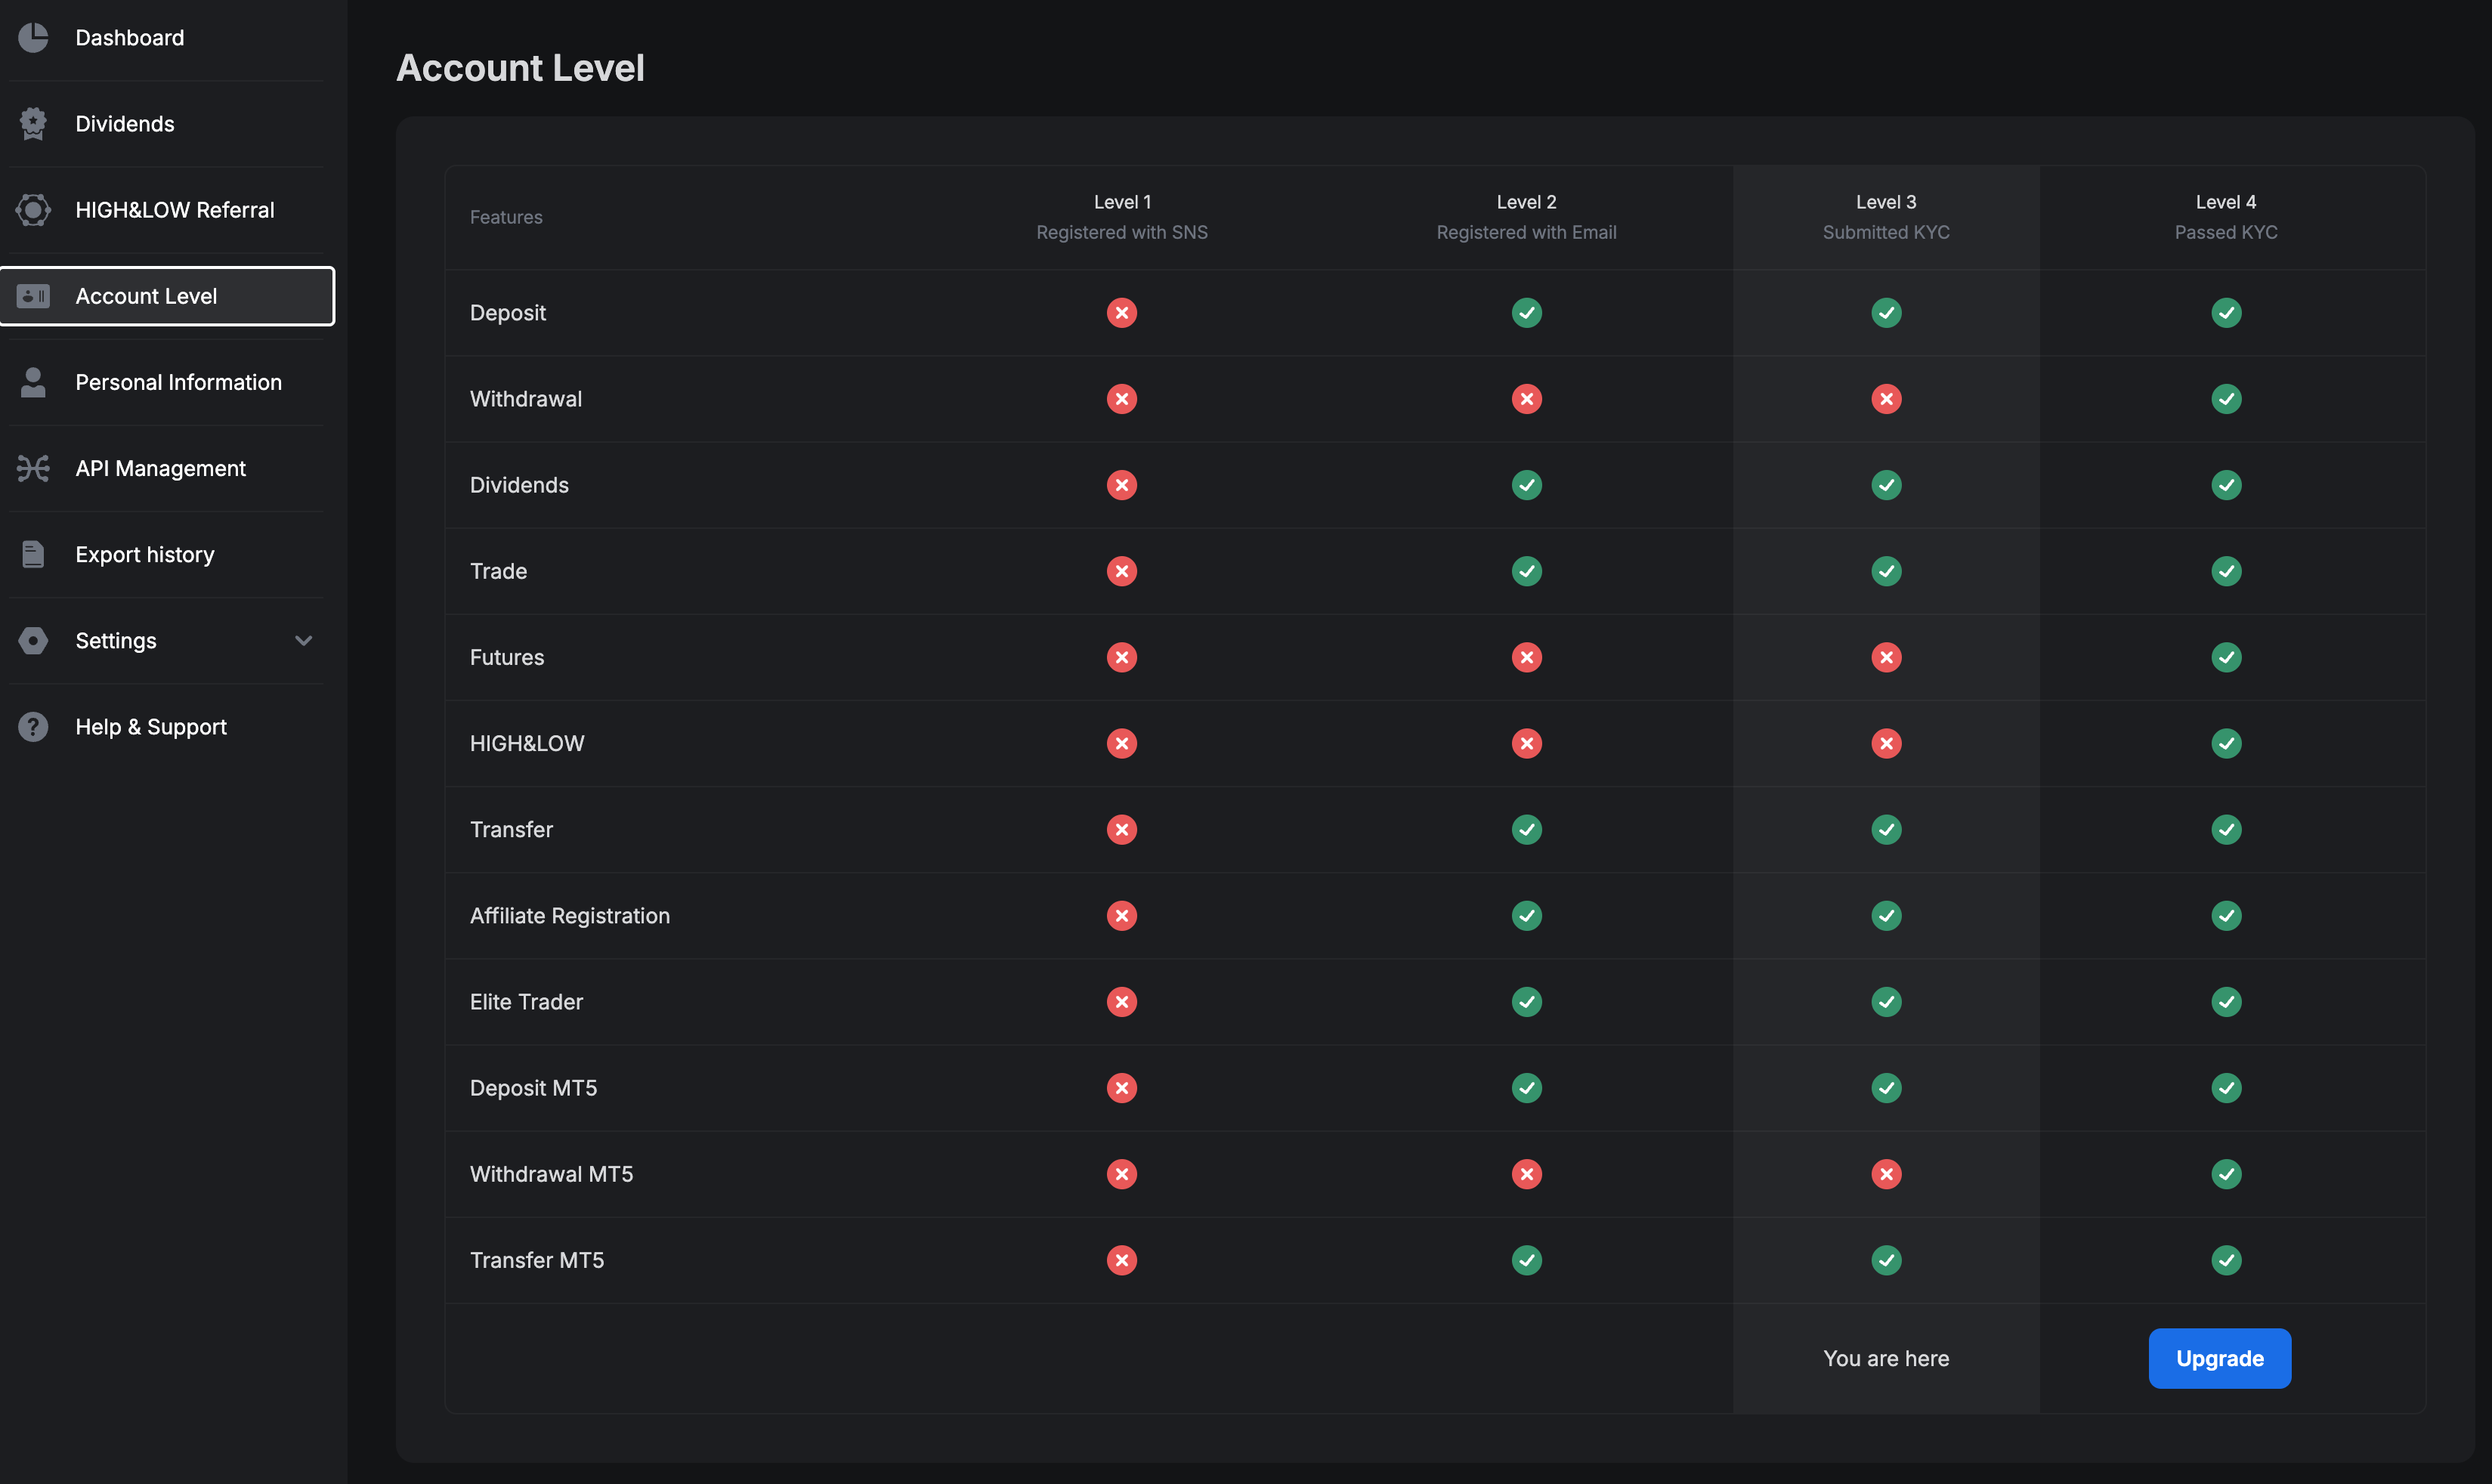 Dashboard
Dividends
HIGH&LOW Referral
Account Level
Personal Information
API Management
Export history
Settings
Help & Support
Account Level
Features
Level 1
Registered with SNS
Level 2
Registered with Email
Level 3
Submitted KYC
Level 4
Passed KYC
Deposit
Withdrawal
Dividends
Trade
Futures
HIGH&LOW
Transfer
Affiliate Registration
Elite Trader
Deposit MT5
Withdrawal MT5
Transfer MT5
You are here
Upgrade